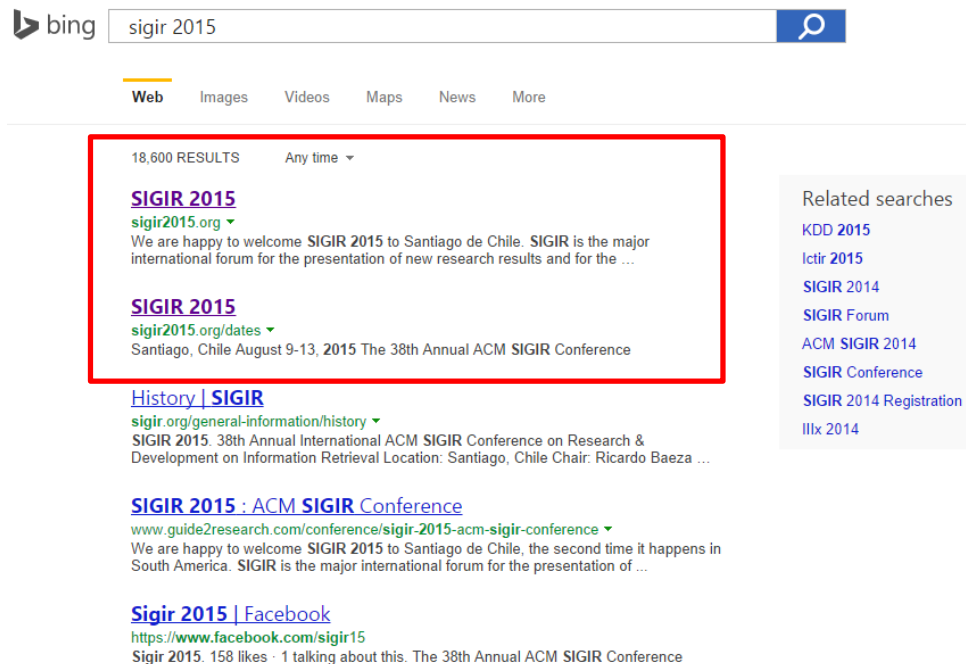 bing
sigir 2015
Web Images Videos Maps News More
18,600 RESULTS Any time
SIGIR 2015
sigir2015.org
We are happy to welcome SIGIR 2015 to Santiago de Chile. SIGIR is the major
international forum for the presentation of new research results and for the ...
SIGIR 2015
sigir2015.org/dates
Santiago, Chile August 9-13, 2015 The 38th Annual ACM SIGIR Conference
History | SIGIR
sigir.org/general-information/history
SIGIR 2015. 38th Annual International ACM SIGIR Conference on Research &
Development on Information Retrieval Location: Santiago, Chile Chair: Ricardo Baeza ...
SIGIR 2015 : ACM SIGIR Conference
www.guide2research.com/conference/sigir-2015-acm-sigir-conference
We are happy to welcome SIGIR 2015 to Santiago de Chile, the second time it happens in
South America. SIGIR is the major international forum for the presentation of ...
Sigir 2015 | Facebook
https://www.facebook.com/sigir15
Sigir 2015. 158 likes · 1 talking about this. The 38th Annual ACM SIGIR Conference
Related searches
KDD 2015
Ictir 2015
SIGIR 2014
SIGIR Forum
ACM SIGIR 2014
SIGIR Conference
SIGIR 2014 Registration
IIIx 2014